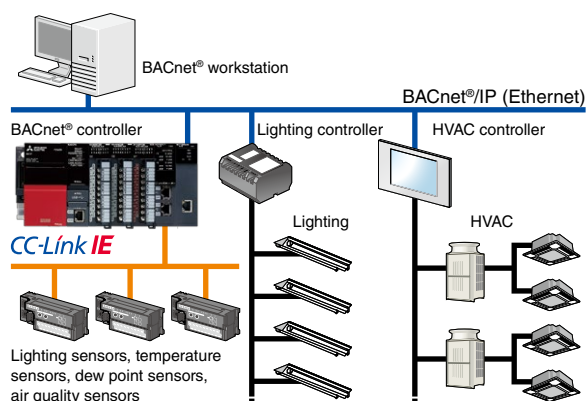 BACnet® workstation
BACnet®/IP (Ethernet)
BACnet® controller
Lighting controller
HVAC controller
Lighting
HVAC
CC-Link IE
Lighting sensors, temperature
sensors, dew point sensors,
air quality sensors